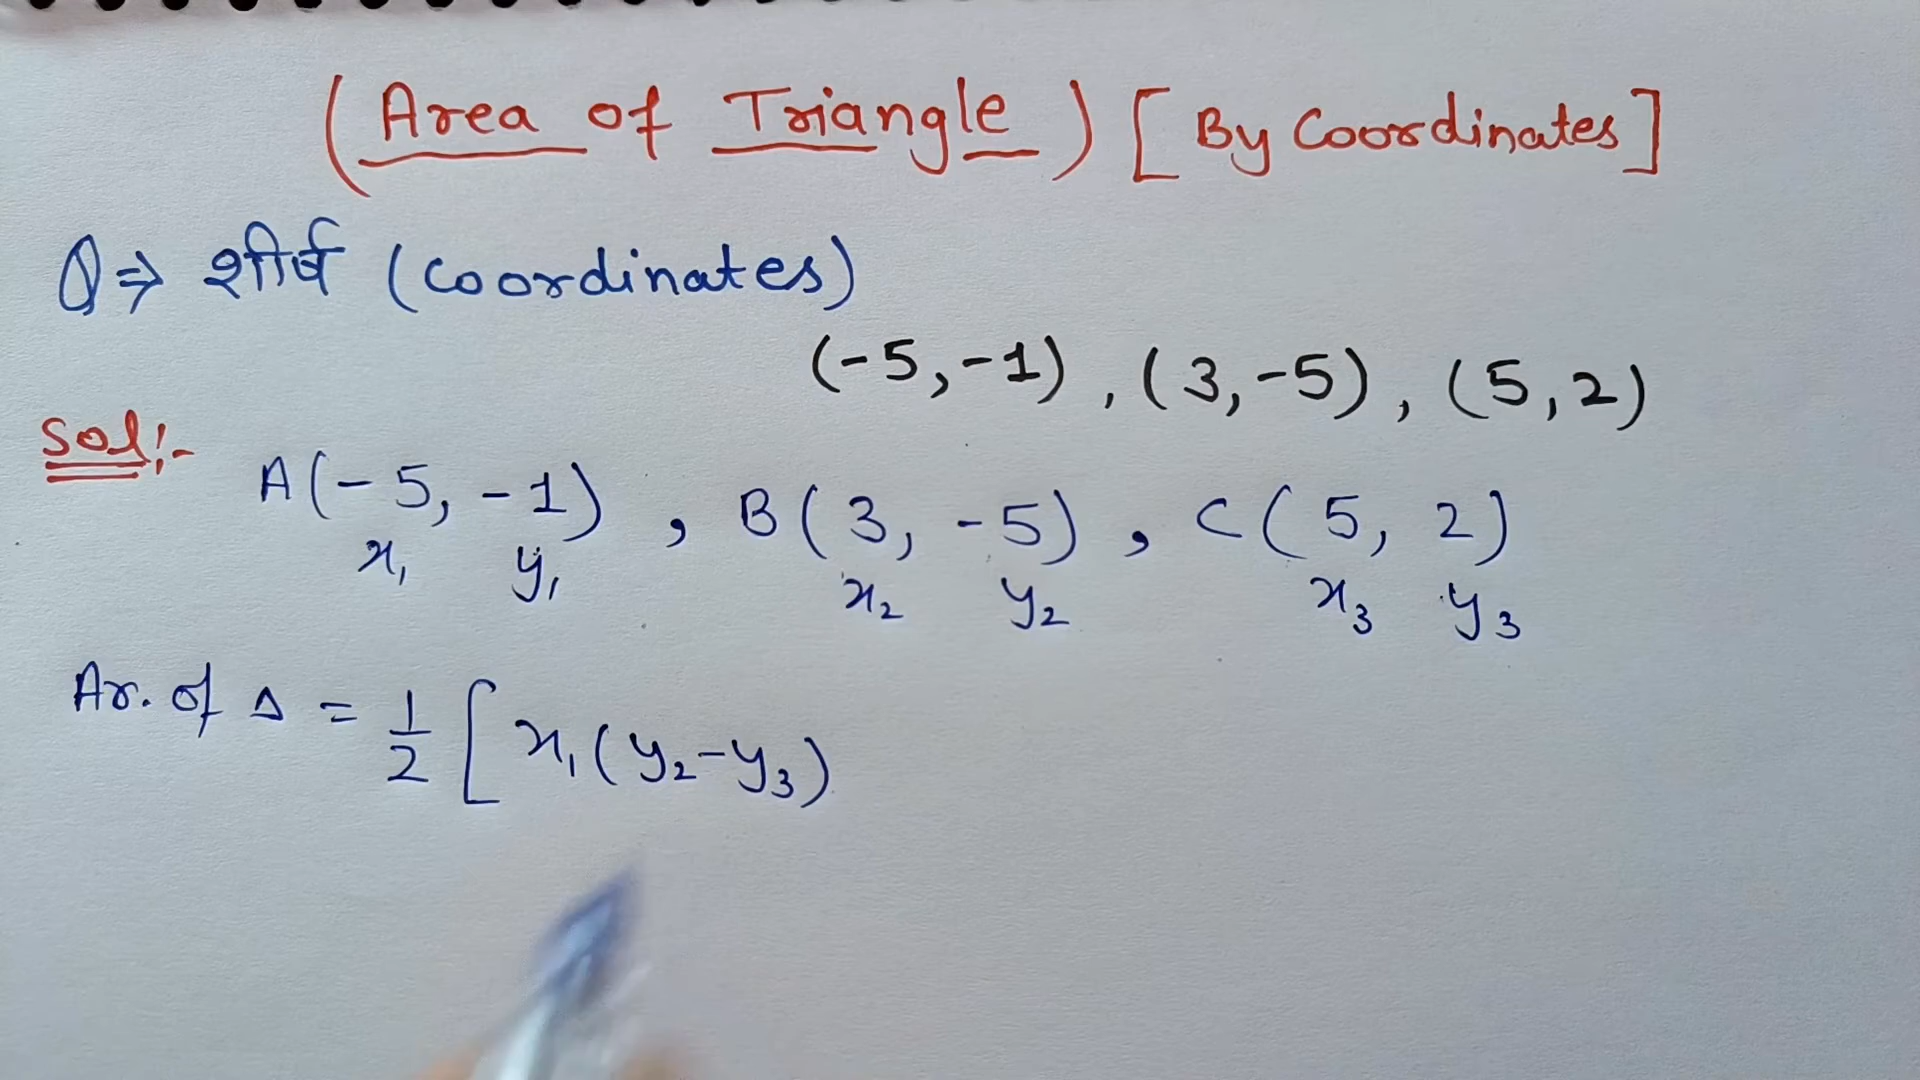 (Area of Triangle) [By Coordinates]
Q⇒ शीर्ष (coordinates)
(-5,-1), (3,-5), (5,2)
Sol:-
A(-5, -1), B(3, -5), C(5, 2)
x₁ y₁ x₂ y₂ x₃ y₃
Ar. of Δ = 1/2 [x₁(y₂-y₃)